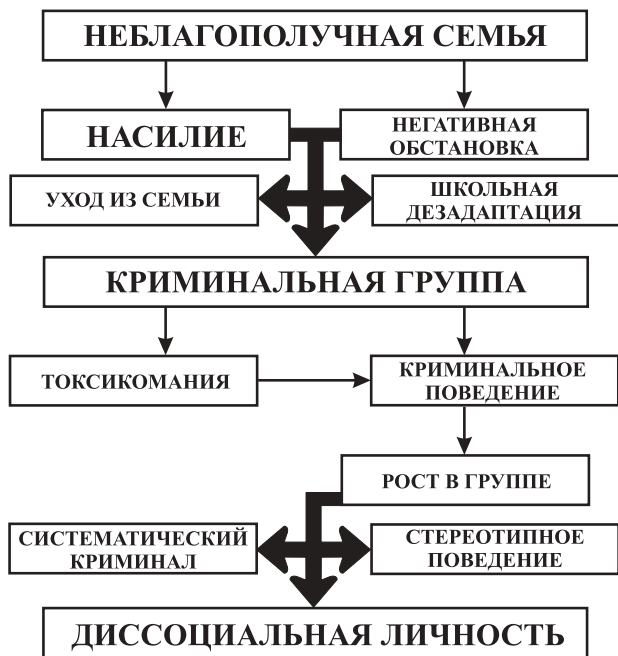 НЕБЛАГОПОЛУЧНАЯ СЕМЬЯ
НАСИЛИЕ
НЕГАТИВНАЯ
ОБСТАНОВКА
УХОД ИЗ СЕМЬИ
ШКОЛЬНАЯ
ДЕЗАДАПТАЦИЯ
КРИМИНАЛЬНАЯ ГРУППА
ТОКСИКОМАНИЯ
КРИМИНАЛЬНОЕ
ПОВЕДЕНИЕ
РОСТ В ГРУППЕ
СИСТЕМАТИЧЕСКИЙ
КРИМИНАЛ
СТЕРЕОТИПНОЕ
ПОВЕДЕНИЕ
ДИССОЦИАЛЬНАЯ ЛИЧНОСТЬ